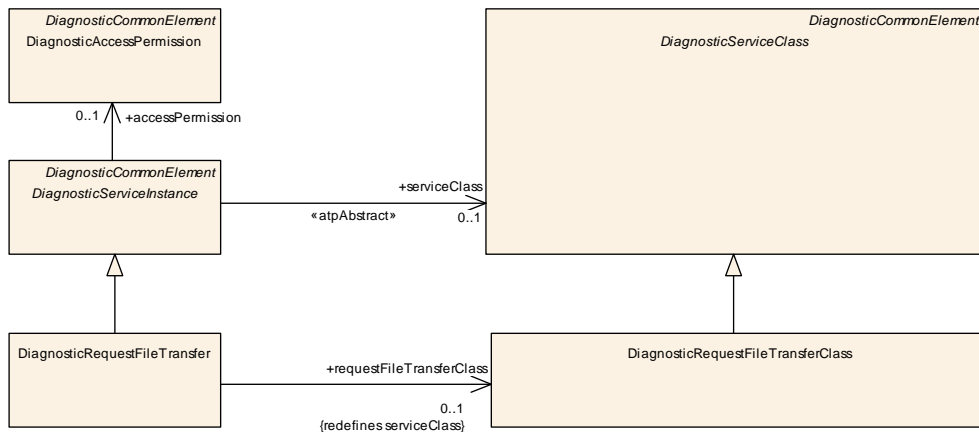 DiagnosticCommonElement
DiagnosticAccessPermission
DiagnosticCommonElement
DiagnosticServiceClass
0..1
+accessPermission
DiagnosticCommonElement
DiagnosticServiceInstance
+serviceClass
«atpAbstract»
0..1
DiagnosticRequestFileTransfer
DiagnosticRequestFileTransferClass
+requestFileTransferClass
0..1
{redefines serviceClass}